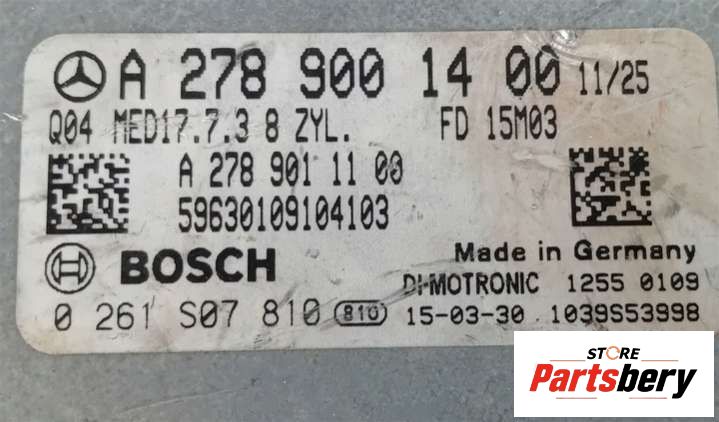 A 278 900 14 00 11/25
Q04 MED17.7.3 8 ZYL. FD 15M03
A 278 901 11 00
59630109104103
BOSCH Made in Germany
DI-MOTRONIC 1255 0109
0 261 S07 810 810 15-03-30 1039S53998
STORE
Partsbery